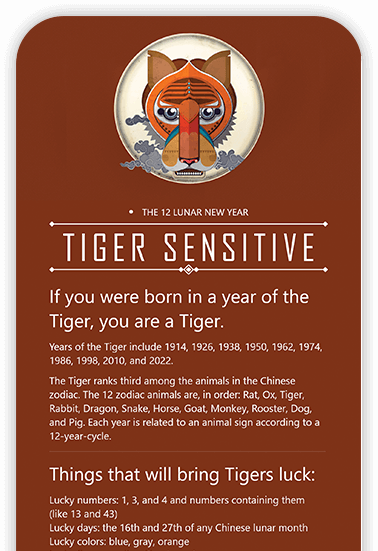 • THE 12 LUNAR NEW YEAR
TIGER SENSITIVE
If you were born in a year of the
Tiger, you are a Tiger.
Years of the Tiger include 1914, 1926, 1938, 1950, 1962, 1974,
1986, 1998, 2010, and 2022.
The Tiger ranks third among the animals in the Chinese
zodiac. The 12 zodiac animals are, in order: Rat, Ox, Tiger,
Rabbit, Dragon, Snake, Horse, Goat, Monkey, Rooster, Dog,
and Pig. Each year is related to an animal sign according to a
12-year-cycle.
Things that will bring Tigers luck:
Lucky numbers: 1, 3, and 4 and numbers containing them
(like 13 and 43)
Lucky days: the 16th and 27th of any Chinese lunar month
Lucky colors: blue, gray, orange